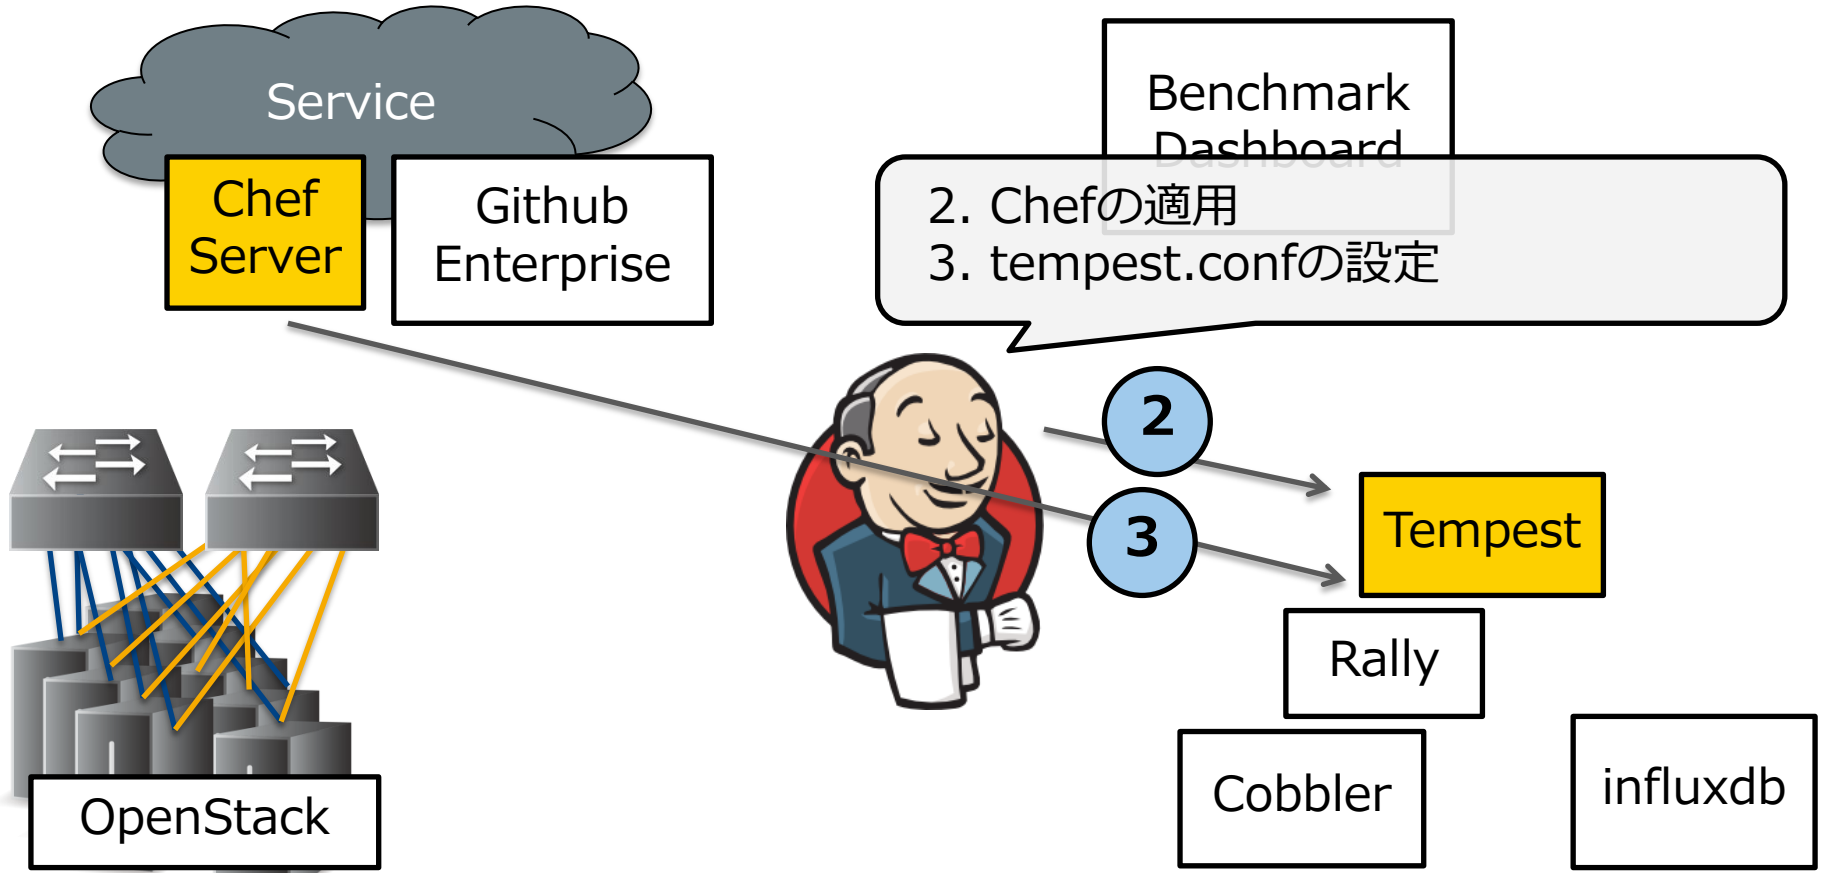 Service
Chef
Server
Github
Enterprise
Benchmark
Dashboard
2. Chefの適用
3. tempest.confの設定
2
3
Tempest
Rally
Cobbler
influxdb
OpenStack